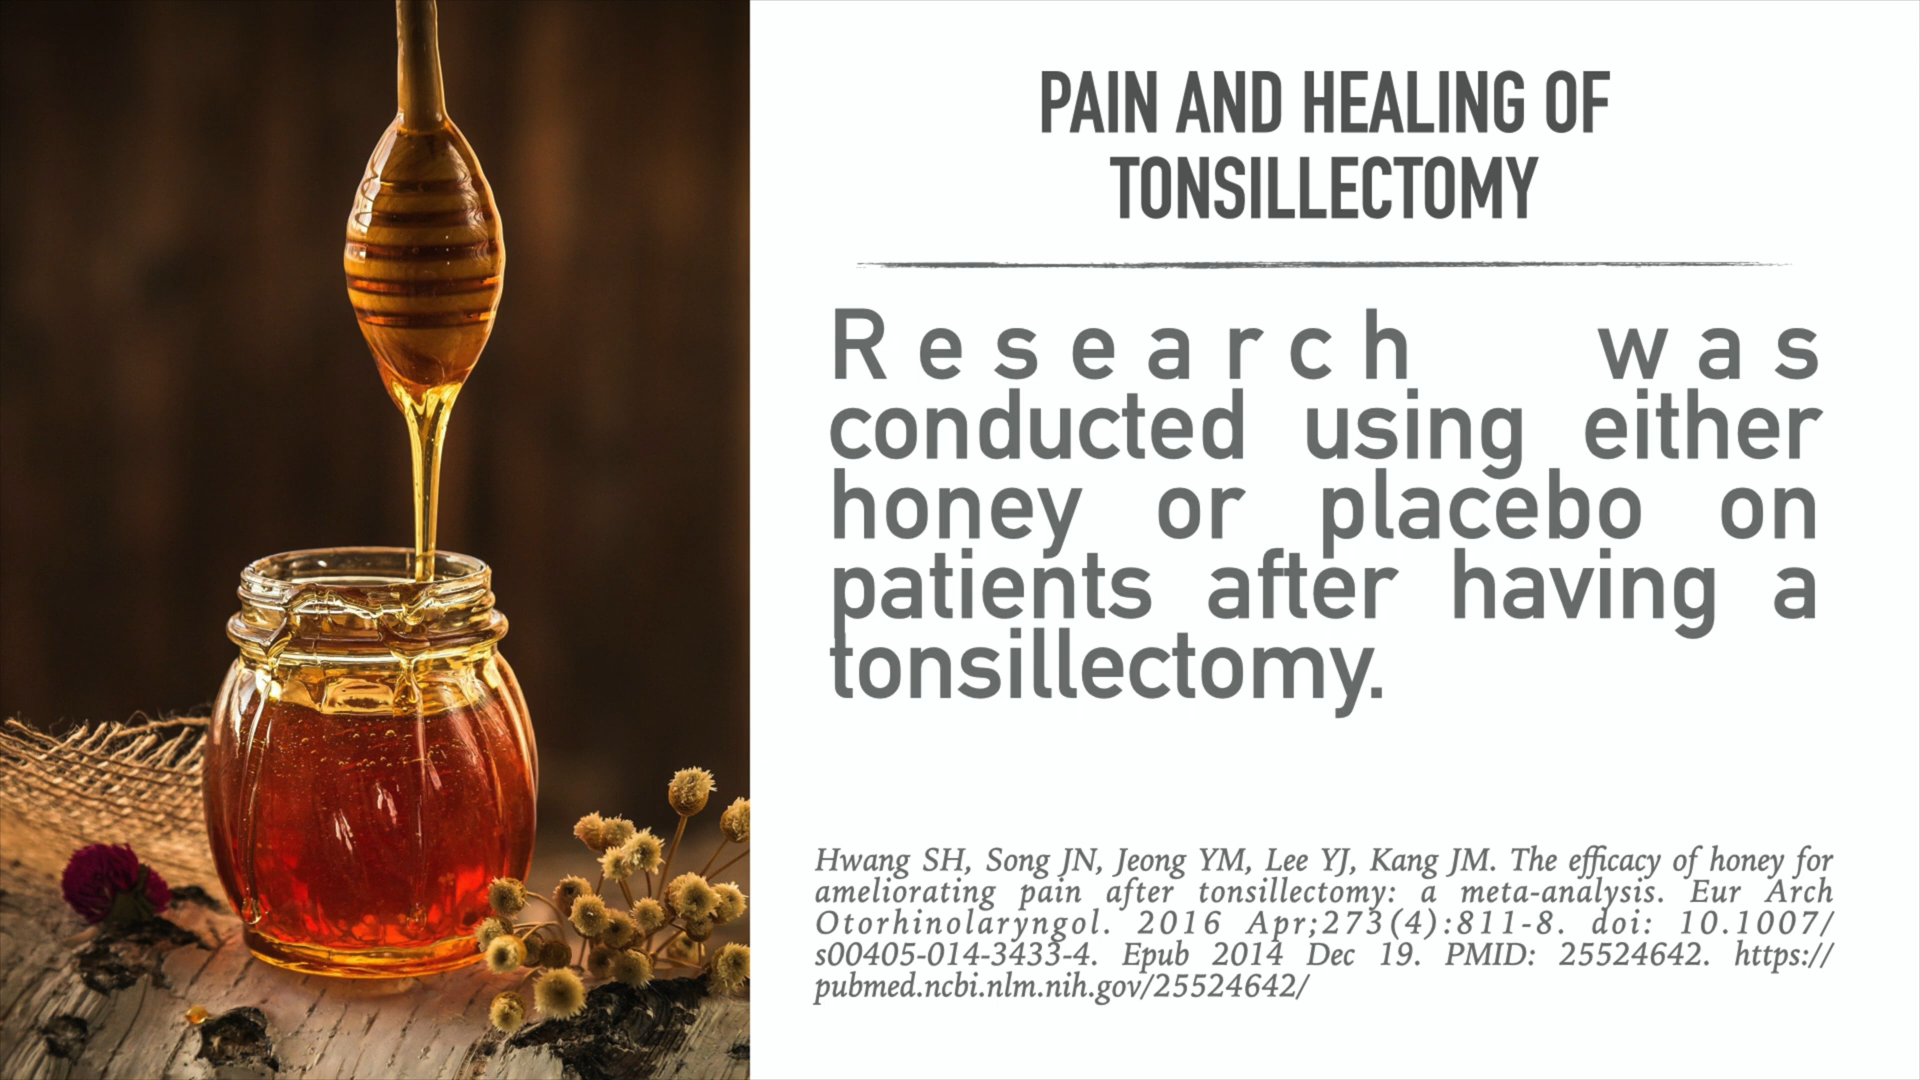 PAIN AND HEALING OF
TONSILLECTOMY
Research was
conducted using either
honey or placebo on
patients after having a
tonsillectomy.
Hwang SH, Song JN, Jeong YM, Lee YJ, Kang JM. The efficacy of honey for
ameliorating pain after tonsillectomy: a meta-analysis. Eur Arch
Otorhinolaryngol. 2016 Apr;273(4):811-8. doi: 10.1007/
s00405-014-3433-4. Epub 2014 Dec 19. PMID: 25524642. https://
pubmed.ncbi.nlm.nih.gov/25524642/